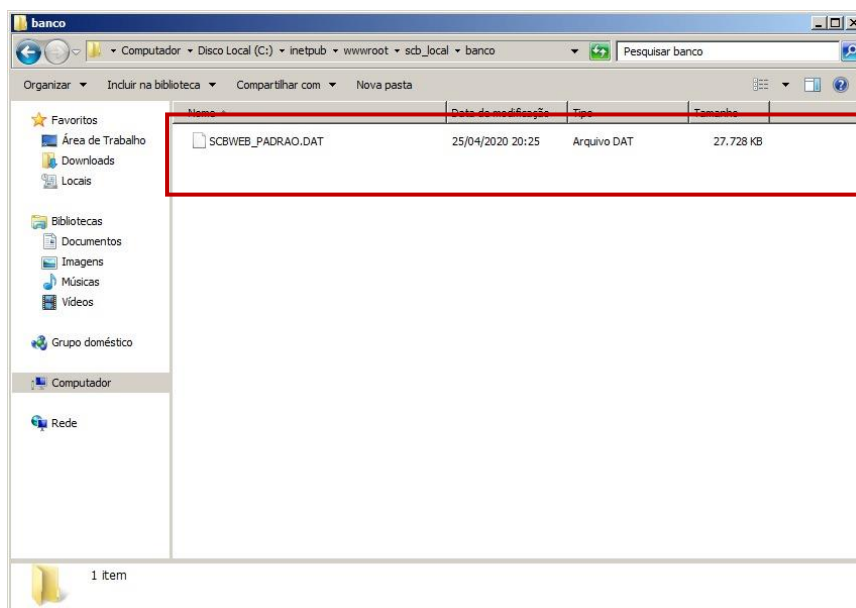 banco
Computador Disco Local (C:) inetpub wwwroot scb_local banco Pesquisar banco
Organizar Incluir na biblioteca Compartilhar com Nova pasta
Nome Data de modificação Tipo Tamanho
Favoritos
Área de Trabalho
SCBWEB_PADRAO.DAT 25/04/2020 20:25 Arquivo DAT 27.728 KB
Downloads
Locais
Bibliotecas
Documentos
Imagens
Músicas
Vídeos
Grupo doméstico
Computador
Rede
1 item